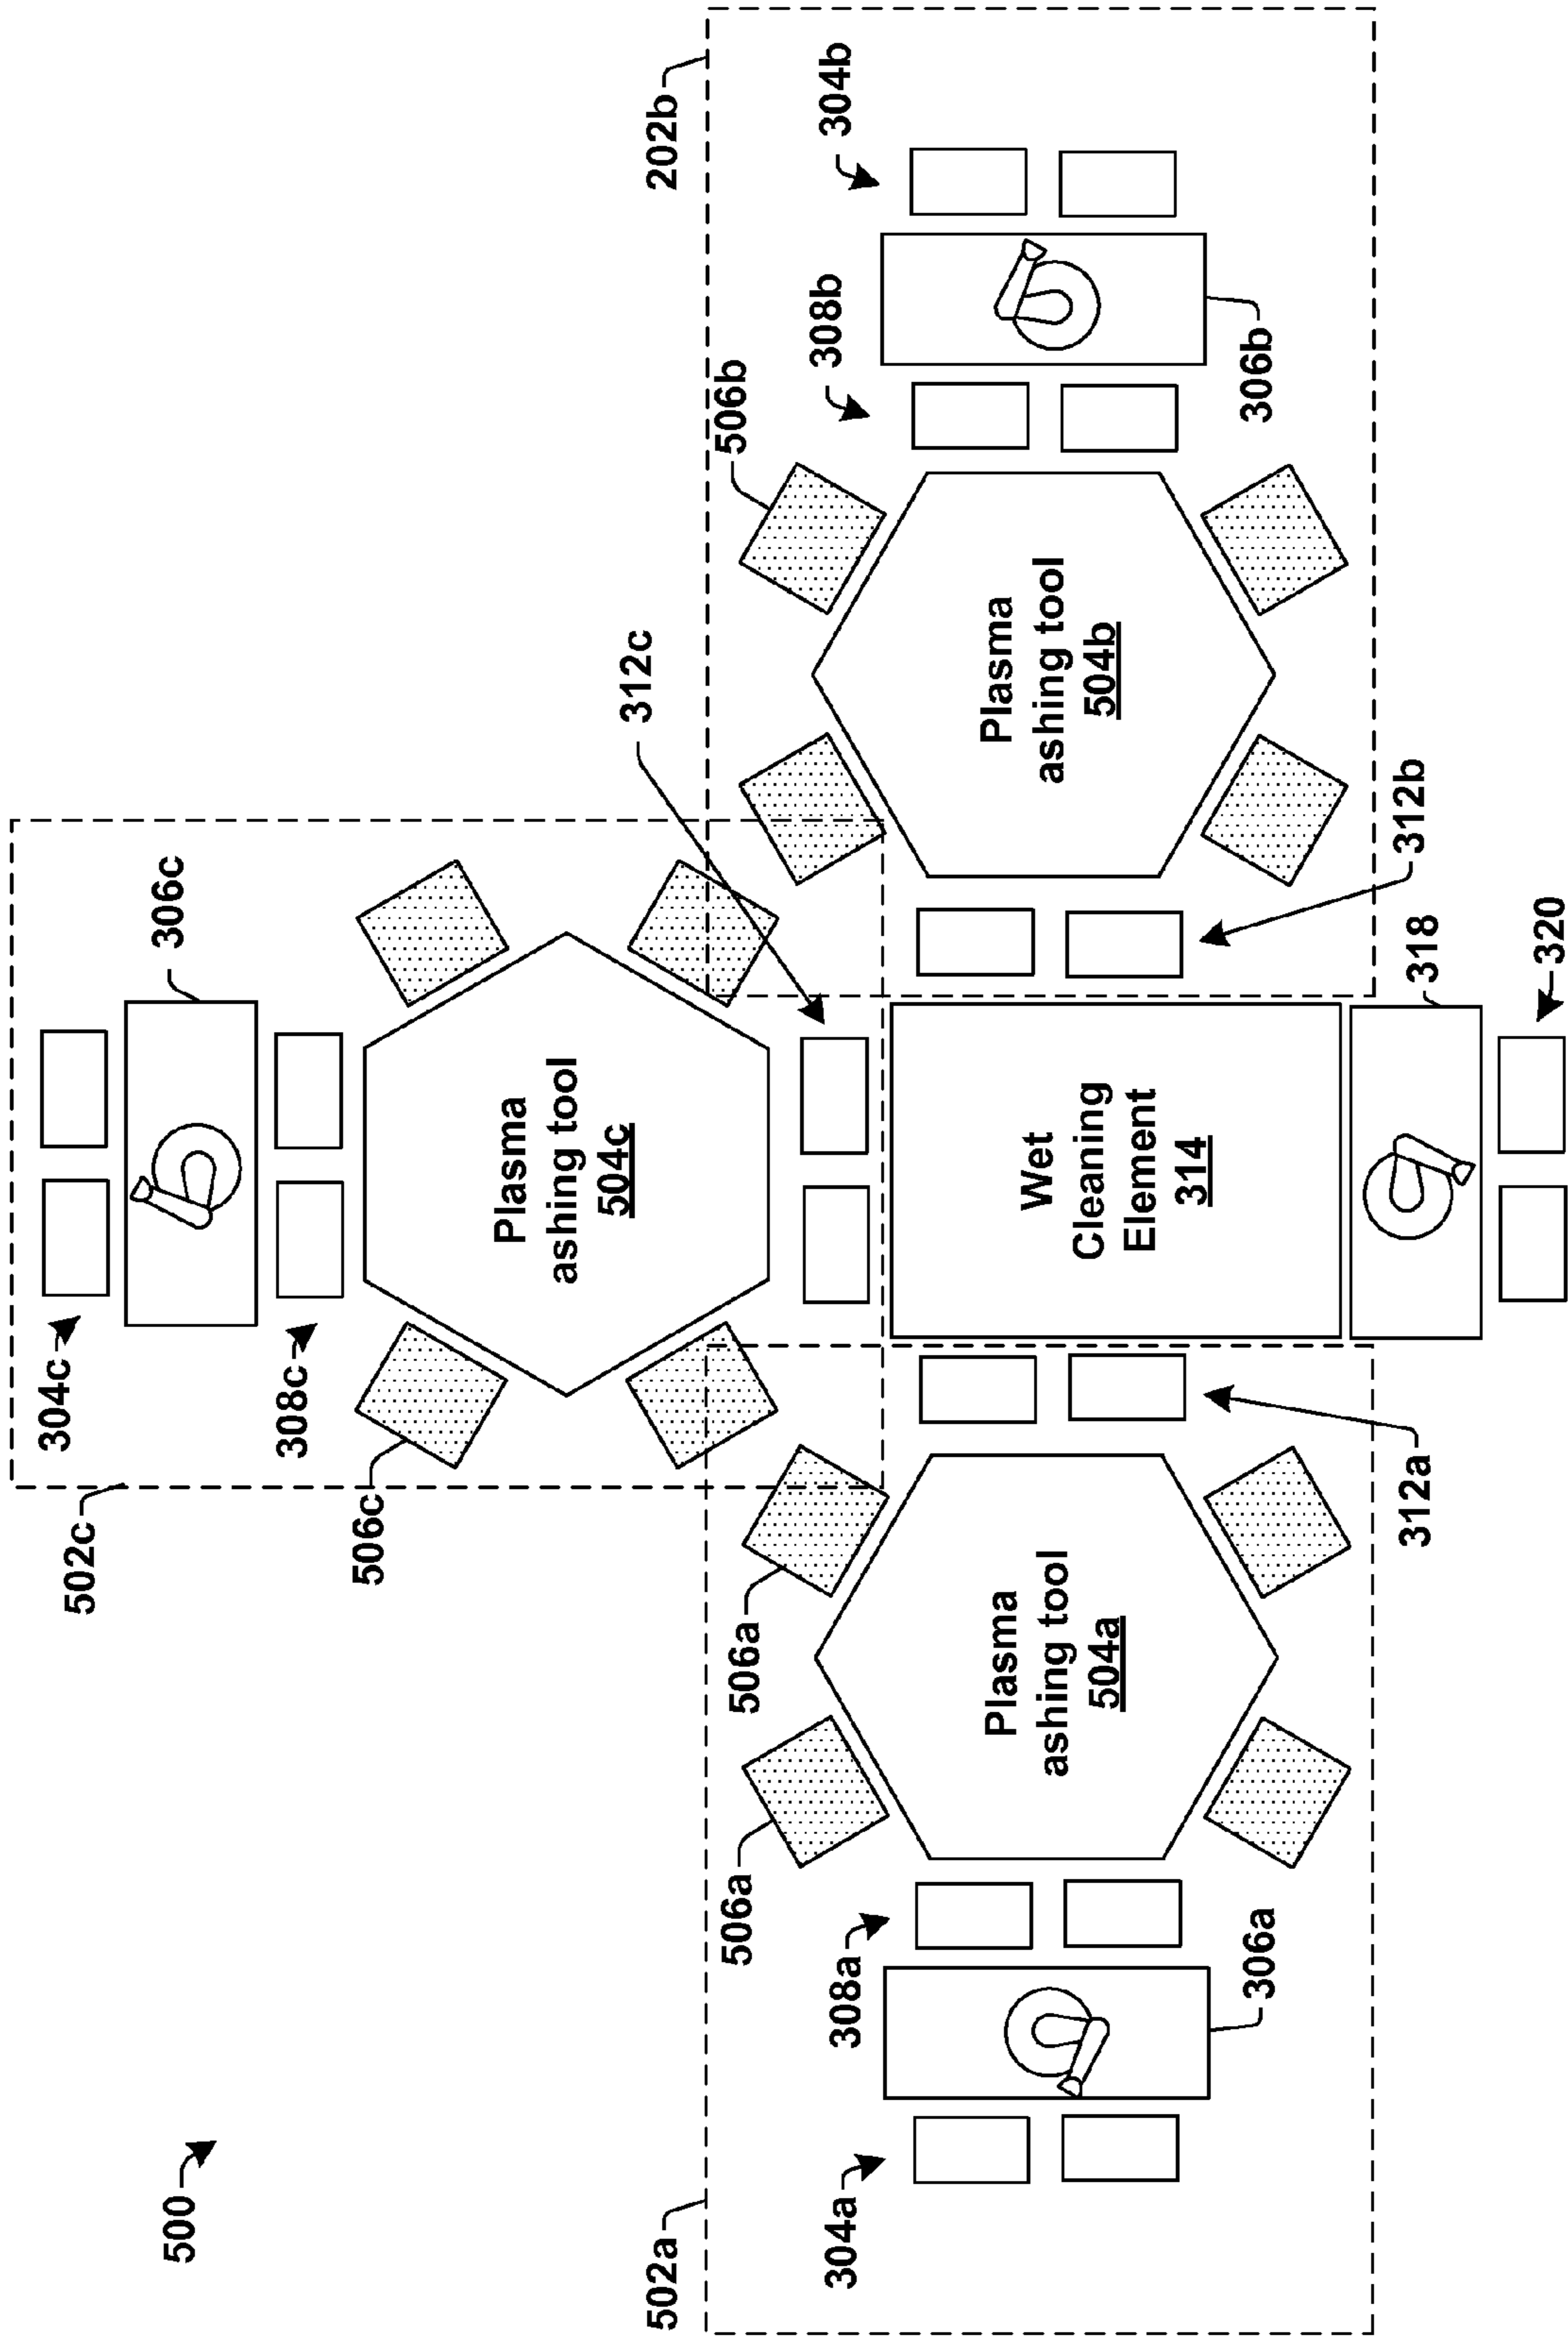 500
502c
304c
306c
308c
506c
Plasma
ashing tool
504c
312c
202b
304b
308b
506b
306b
Plasma
ashing tool
504b
502a
304a
308a
506a
506a
306a
Plasma
ashing tool
504a
312a
Wet
Cleaning
Element
314
312b
318
320